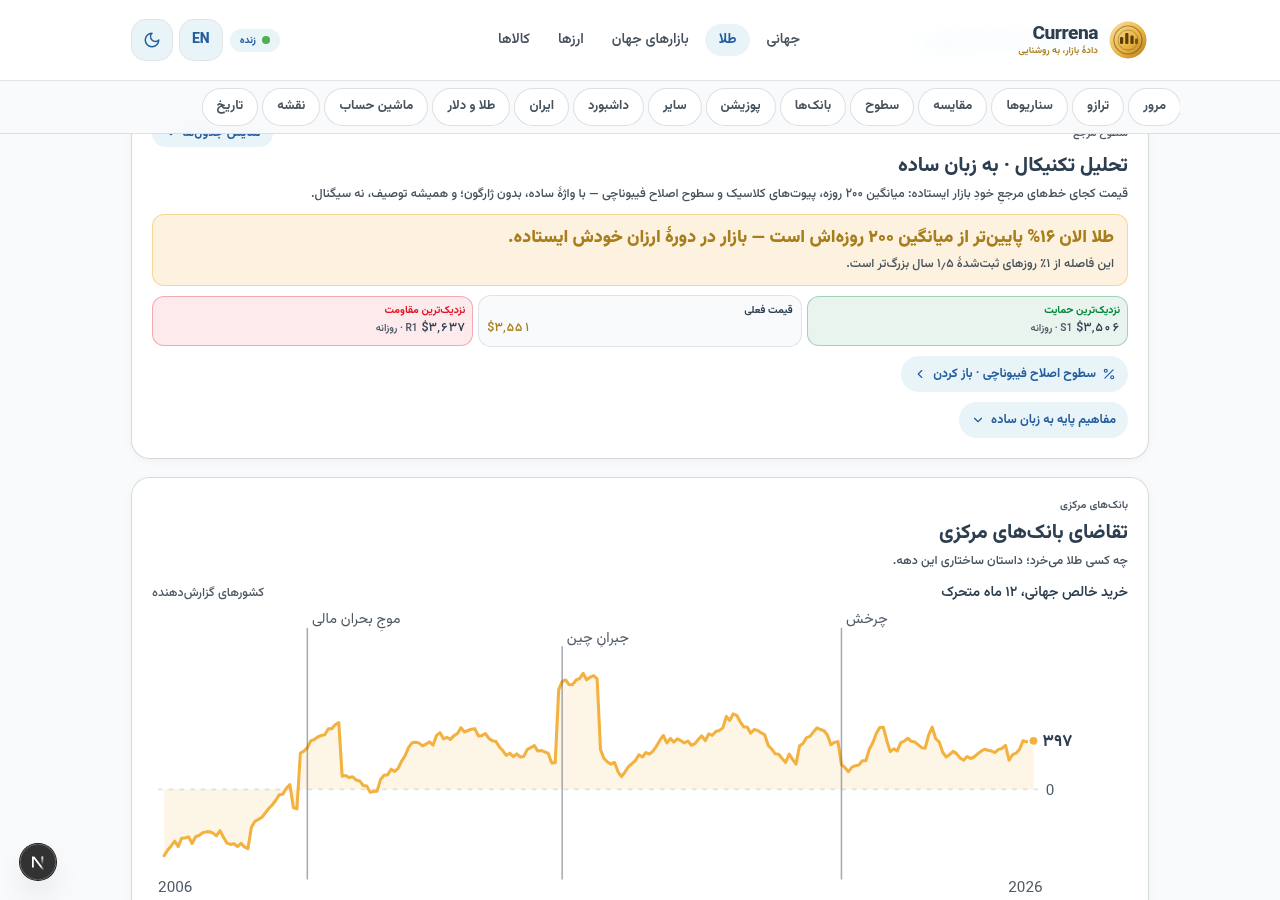 Currena
دادهٔ بازار، به روشنایی
جهانی
طلا
بازارهای جهان
ارزها
کالاها
زنده
EN
مرور
ترازو
سناریوها
مقایسه
سطوح
بانک‌ها
پوزیشن
سایر
داشبورد
ایران
طلا و دلار
ماشین حساب
نقشه
تاریخ
سطوح مرجع
نمایش جدول‌ها
تحلیل تکنیکال · به زبان ساده
قیمت کجای خط‌های مرجعِ خودِ بازار ایستاده: میانگین ۲۰۰ روزه، پیوت‌های کلاسیک و سطوح اصلاح فیبوناچی — با واژهٔ ساده، بدون ژارگون؛ و همیشه توصیف، نه سیگنال.
طلا الان ۱۶% پایین‌تر از میانگین ۲۰۰ روزه‌اش است — بازار در دورهٔ ارزان خودش ایستاده.
این فاصله از ۱٪ روزهای ثبت‌شدهٔ ۱٫۵ سال بزرگ‌تر است.
نزدیک‌ترین حمایت
$۳,۵۰۶ S1 · روزانه
قیمت فعلی
$۳,۵۵۱
نزدیک‌ترین مقاومت
$۳,۶۳۷ R1 · روزانه
سطوح اصلاح فیبوناچی · باز کردن
مفاهیم پایه به زبان ساده
بانک‌های مرکزی
تقاضای بانک‌های مرکزی
چه کسی طلا می‌خرد؛ داستان ساختاری این دهه.
خرید خالص جهانی، ۱۲ ماه متحرک
کشورهای گزارش‌دهنده
موجِ بحران مالی
جبرانِ چین
چرخش
۳۹۷
0
2006
2026
N